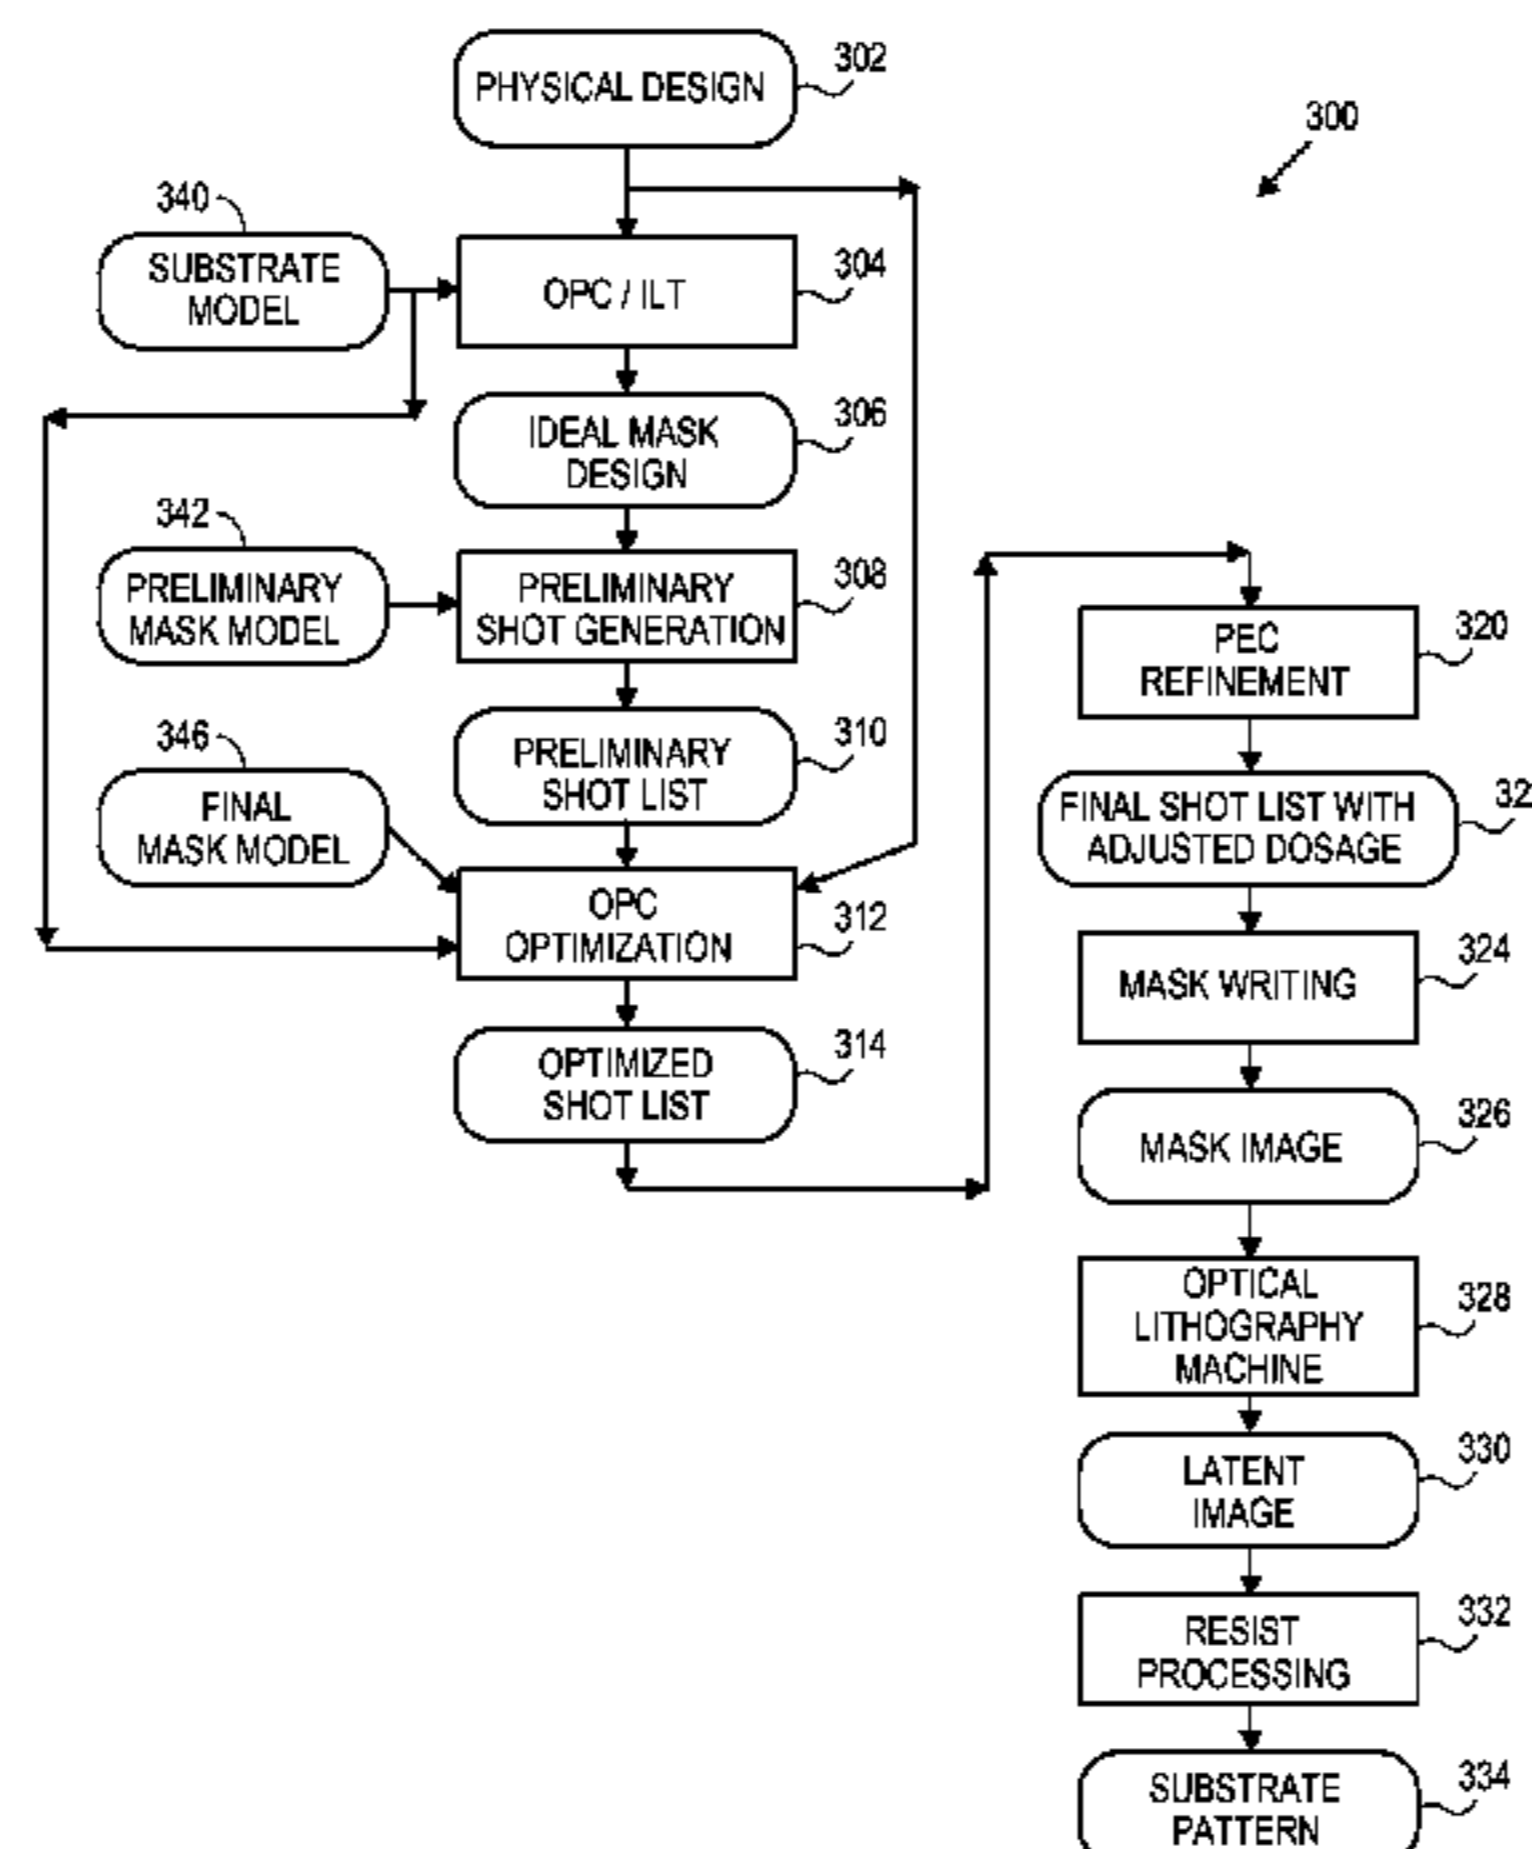 302
PHYSICAL DESIGN
300
340
SUBSTRATE
MODEL
304
OPC / ILT
306
IDEAL MASK
DESIGN
342
PRELIMINARY
MASK MODEL
308
PRELIMINARY
SHOT GENERATION
346
FINAL
MASK MODEL
310
PRELIMINARY
SHOT LIST
312
OPC
OPTIMIZATION
314
OPTIMIZED
SHOT LIST
320
PEC
REFINEMENT
32
FINAL SHOT LIST WITH
ADJUSTED DOSAGE
324
MASK WRITING
326
MASK IMAGE
328
OPTICAL
LITHOGRAPHY
MACHINE
330
LATENT
IMAGE
332
RESIST
PROCESSING
334
SUBSTRATE
PATTERN